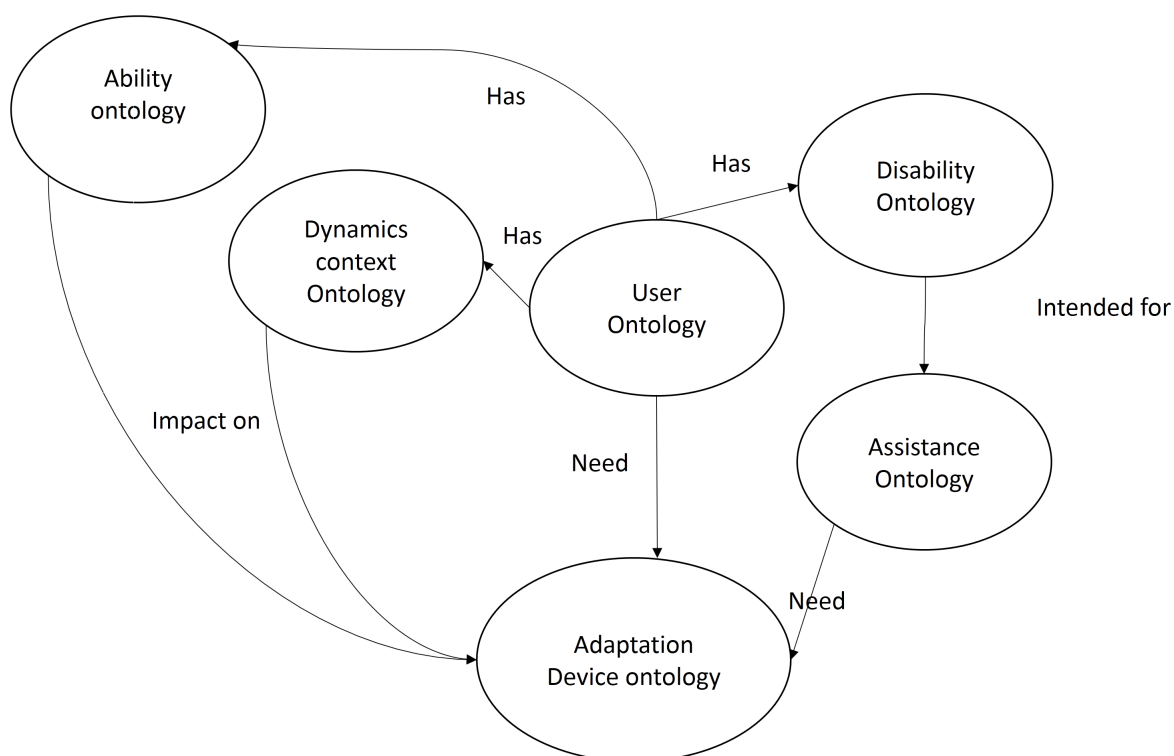 Ability
ontology
Has
Has
Disability
Ontology
Dynamics
context
Ontology
Has
User
Ontology
Intended for
Impact on
Need
Assistance
Ontology
Need
Adaptation
Device ontology